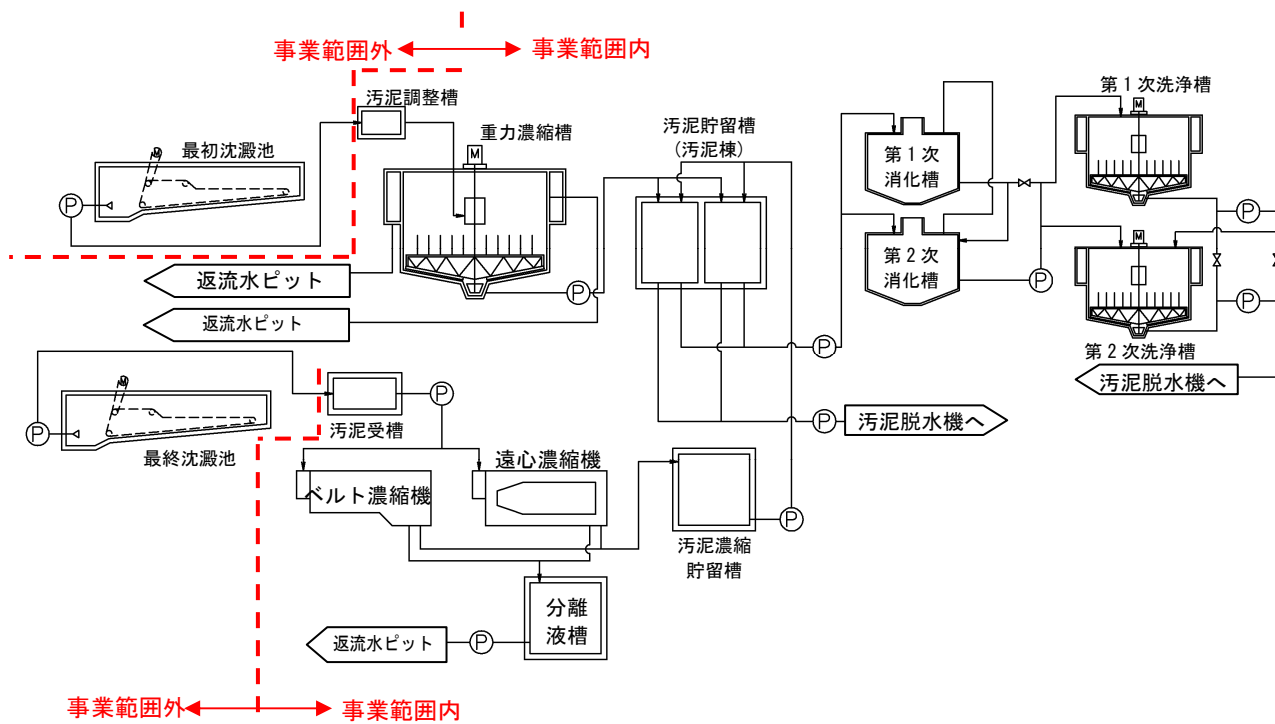 事業範囲外
事業範囲内
汚泥調整槽
重力濃縮槽
M
最初沈澱池
P
返流水ピット
返流水ピット
P
汚泥貯留槽
(汚泥棟)
第1次
消化槽
第2次
消化槽
P
第1次洗浄槽
M
P
M
P
第2次洗浄槽
汚泥脱水機へ
P
P
汚泥脱水機へ
M
P
最終沈澱池
汚泥受槽
P
ベルト濃縮機
遠心濃縮機
汚泥濃縮
貯留槽
P
分離
液槽
P
返流水ピット
M
事業範囲外
事業範囲内